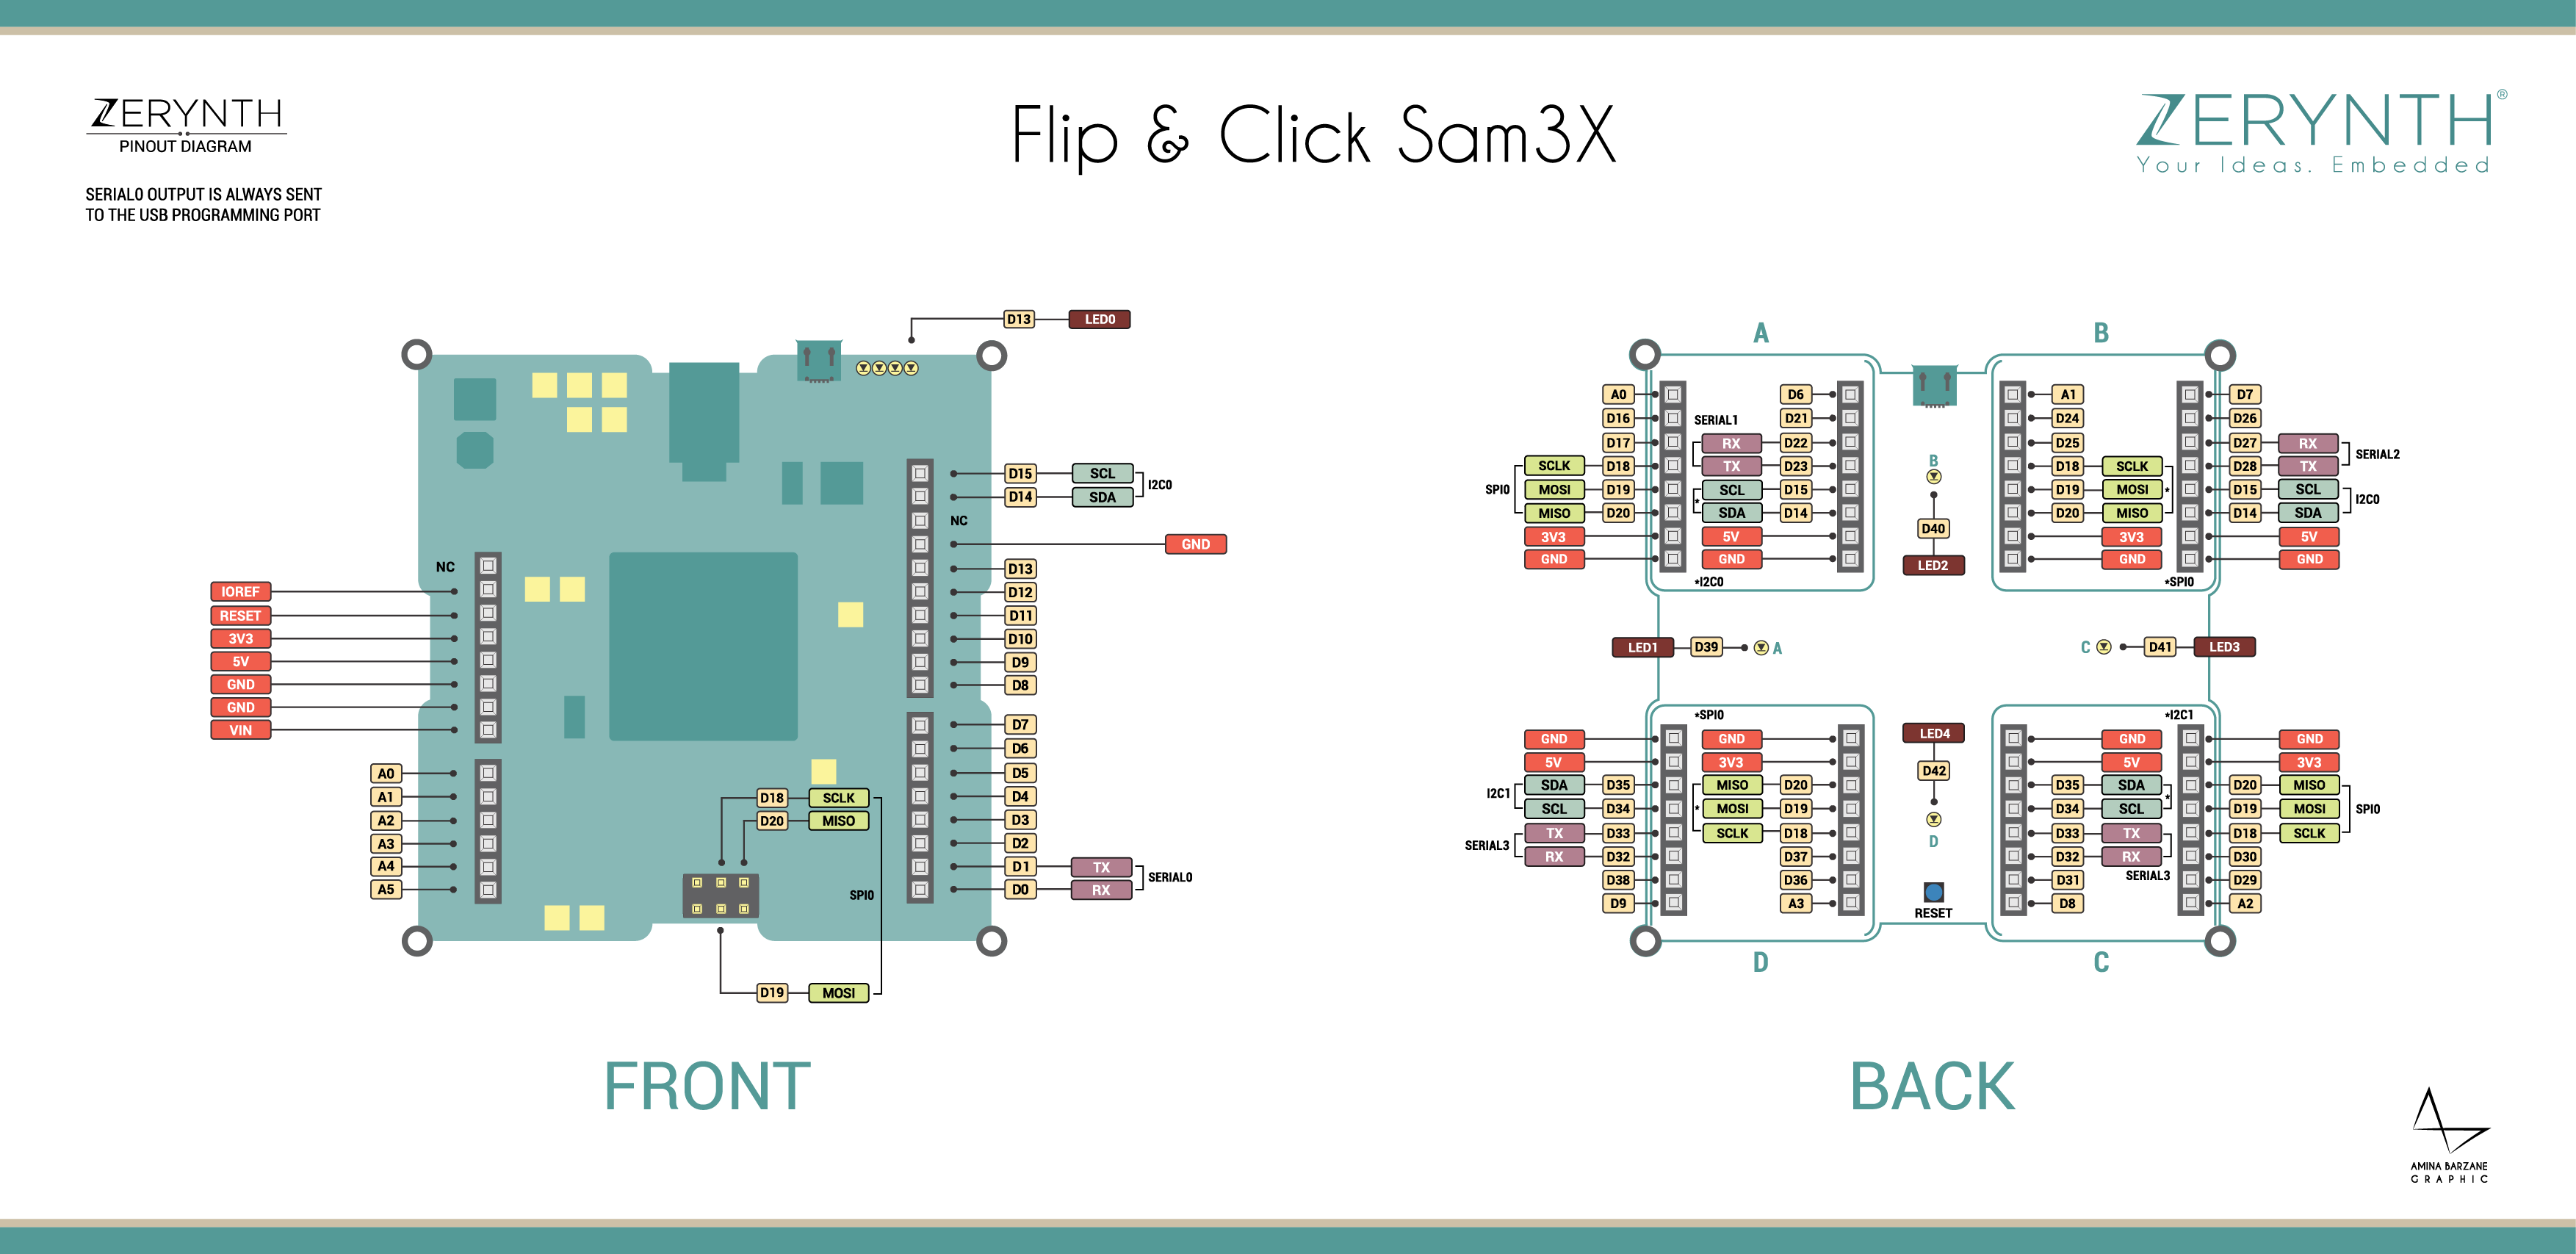 ZERYNTH
PINOUT DIAGRAM
SERIAL0 OUTPUT IS ALWAYS SENT
TO THE USB PROGRAMMING PORT
Flip & Click Sam3X
ZERYNTH®
Your Ideas. Embedded
D13 LED0
D15 SCL
D14 SDA
I2C0
NC
GND
D13
D12
D11
D10
D9
D8
D7
D6
D5
D4
D3
D2
D1 TX
D0 RX
SERIAL0
NC
IOREF
RESET
3V3
5V
GND
GND
VIN
A0
A1
A2
A3
A4
A5
D18 SCLK
D20 MISO
SPI0
D19 MOSI
FRONT
A
A0 D6
D16 SERIAL1 D21
D17 RX D22
SCLK D18 TX D23
SPI0 MOSI D19 SCL D15
MISO D20 * SDA D14
3V3 5V
GND GND
*I2C0
B
D40
LED2
B
A1 D7
D24 D26
D25 D27 RX
D18 SCLK D28 TX SERIAL2
D19 MOSI * D15 SCL
D20 MISO D14 SDA I2C0
3V3 5V
GND GND
*SPI0
LED1 D39 A
C D41 LED3
*SPI0
GND GND
5V 3V3
I2C1 SDA D35 MISO D20
SCL D34 * MOSI D19
SERIAL3 TX D33 SCLK D18
RX D32 D37
D38 D36
D9 A3
D
LED4
D42
D
RESET
*I2C1
GND GND
5V 3V3
D35 SDA * D20 MISO
D34 SCL D19 MOSI SPI0
D33 TX D18 SCLK
D32 RX D30
D31 SERIAL3 D29
D8 A2
C
BACK
AMINA BARZANE
GRAPHIC